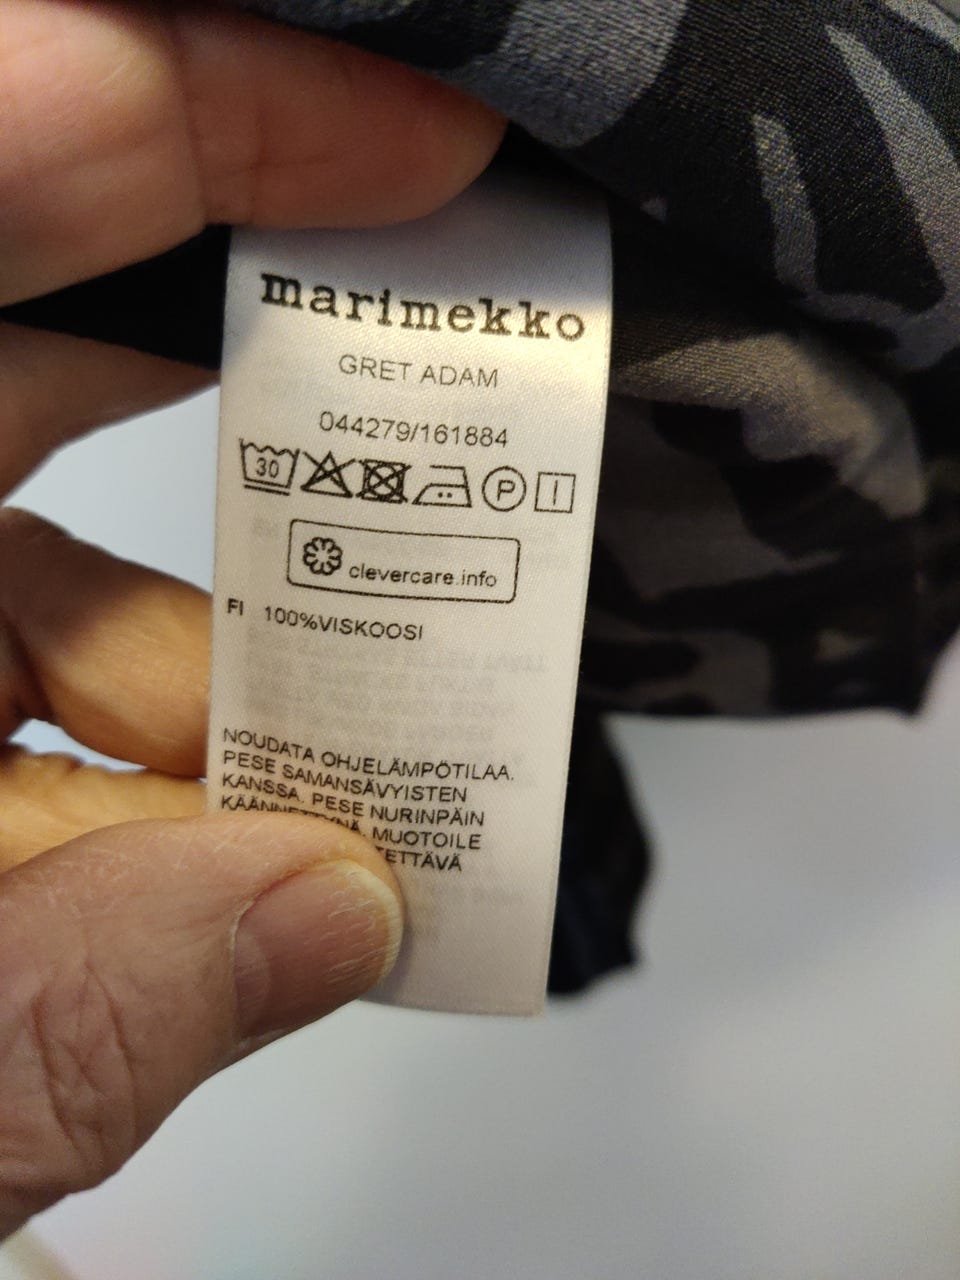 marimekko
GRET ADAM
044279/161884
30 P
clevercare.info
FI 100%VISKOOSI
NOUDATA OHJELÄMPÖTILAA.
PESE SAMANSÄVYISTEN
KANSSA. PESE NURINPÄIN
MUOTOILE